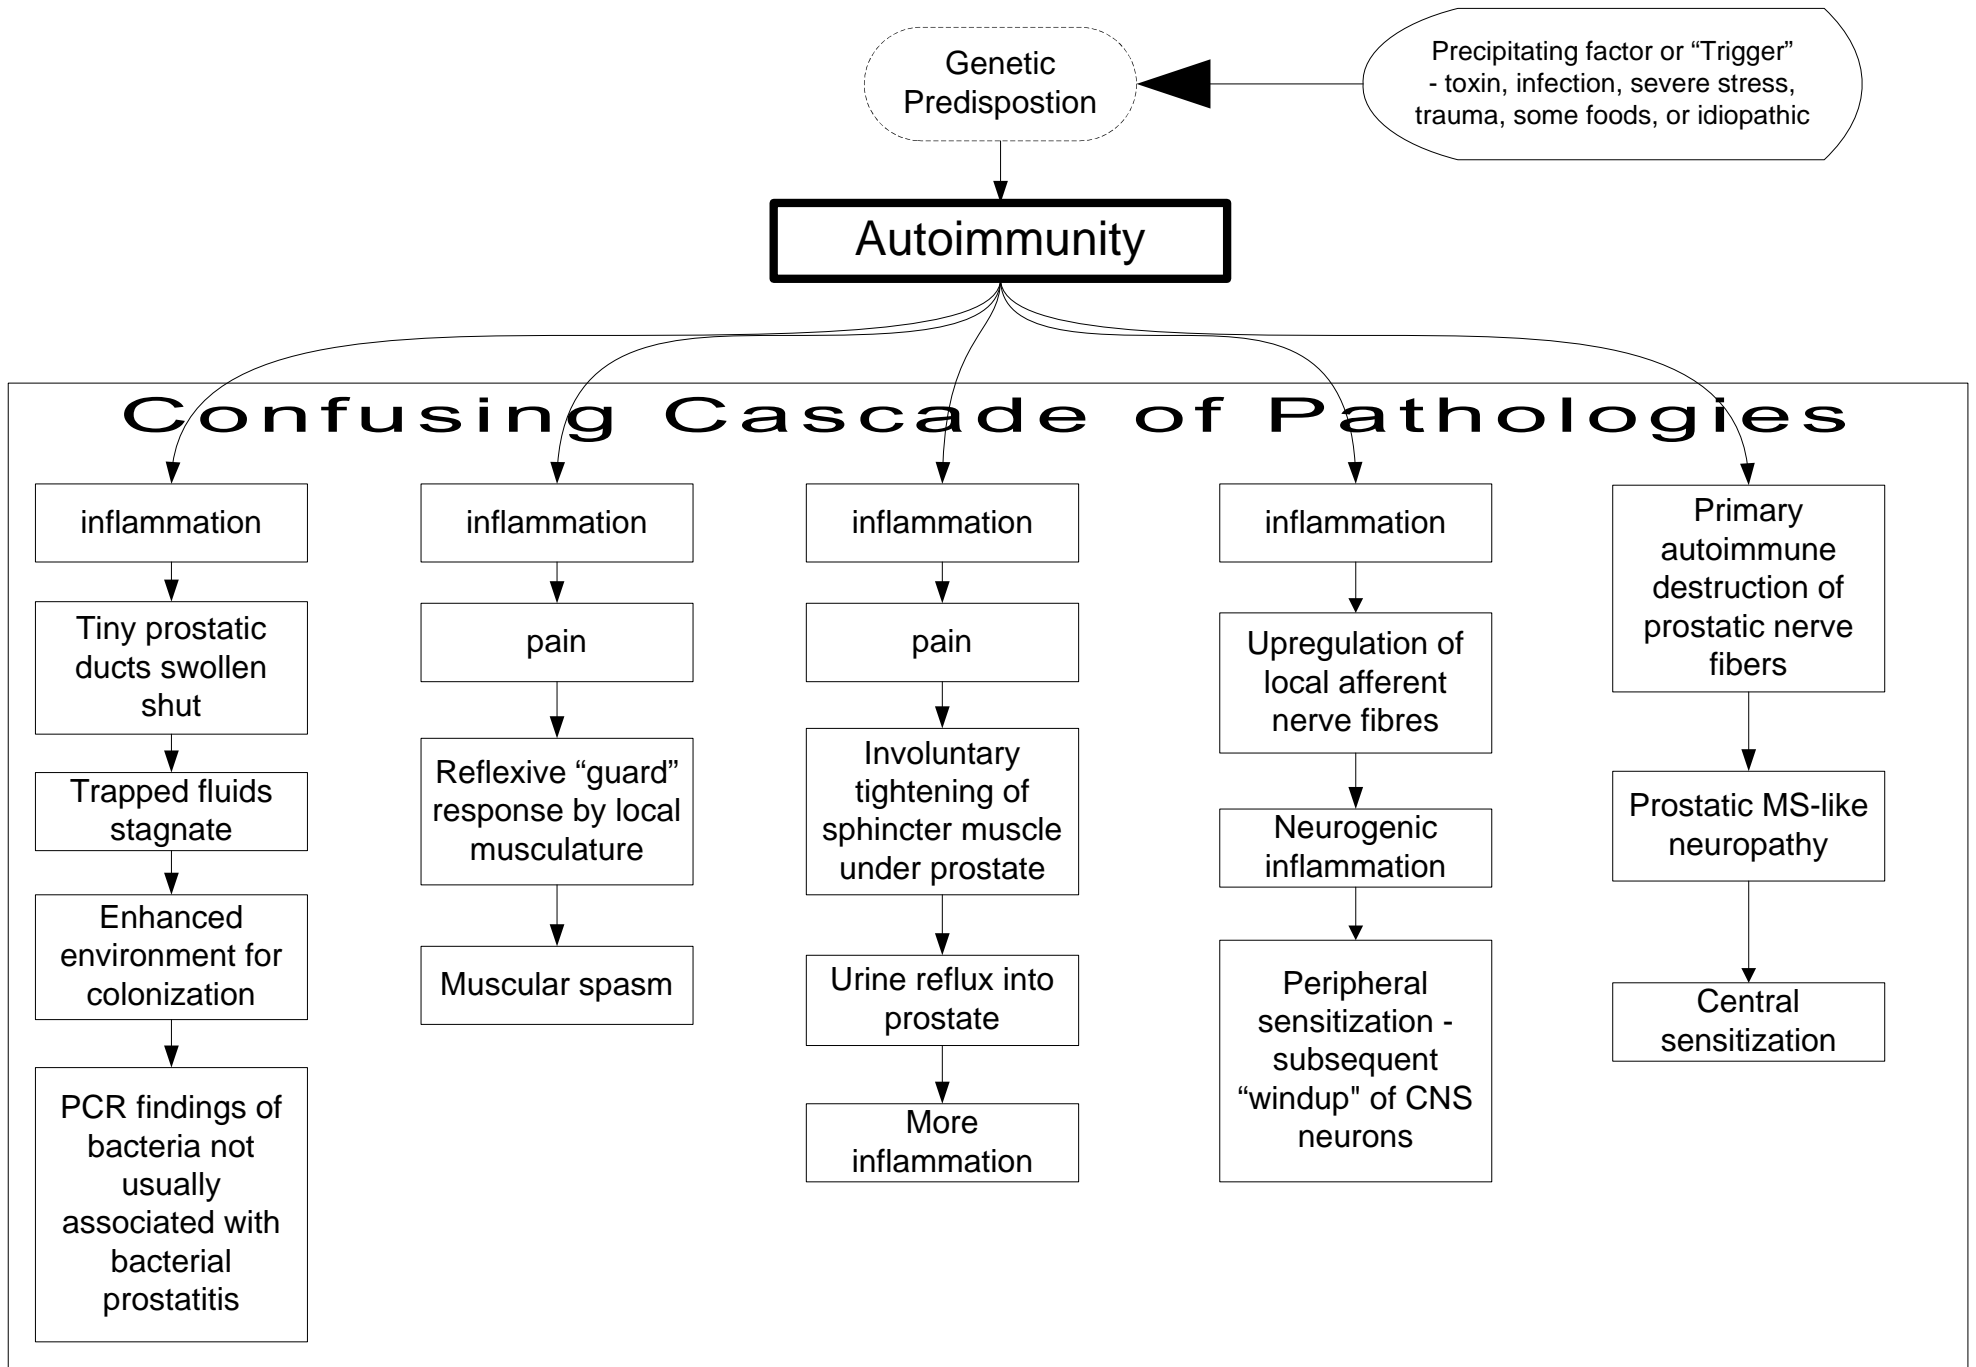 Genetic
Predispostion
Precipitating factor or “Trigger”
- toxin, infection, severe stress,
trauma, some foods, or idiopathic
Autoimmunity
Confusing Cascade of Pathologies
inflammation
Tiny prostatic
ducts swollen
shut
Trapped fluids
stagnate
Enhanced
environment for
colonization
PCR findings of
bacteria not
usually
associated with
bacterial
prostatitis
inflammation
pain
Reflexive “guard”
response by local
musculature
Muscular spasm
inflammation
pain
Involuntary
tightening of
sphincter muscle
under prostate
Urine reflux into
prostate
More
inflammation
inflammation
Upregulation of
local afferent
nerve fibres
Neurogenic
inflammation
Peripheral
sensitization -
subsequent
“windup" of CNS
neurons
Primary
autoimmune
destruction of
prostatic nerve
fibers
Prostatic MS-like
neuropathy
Central
sensitization